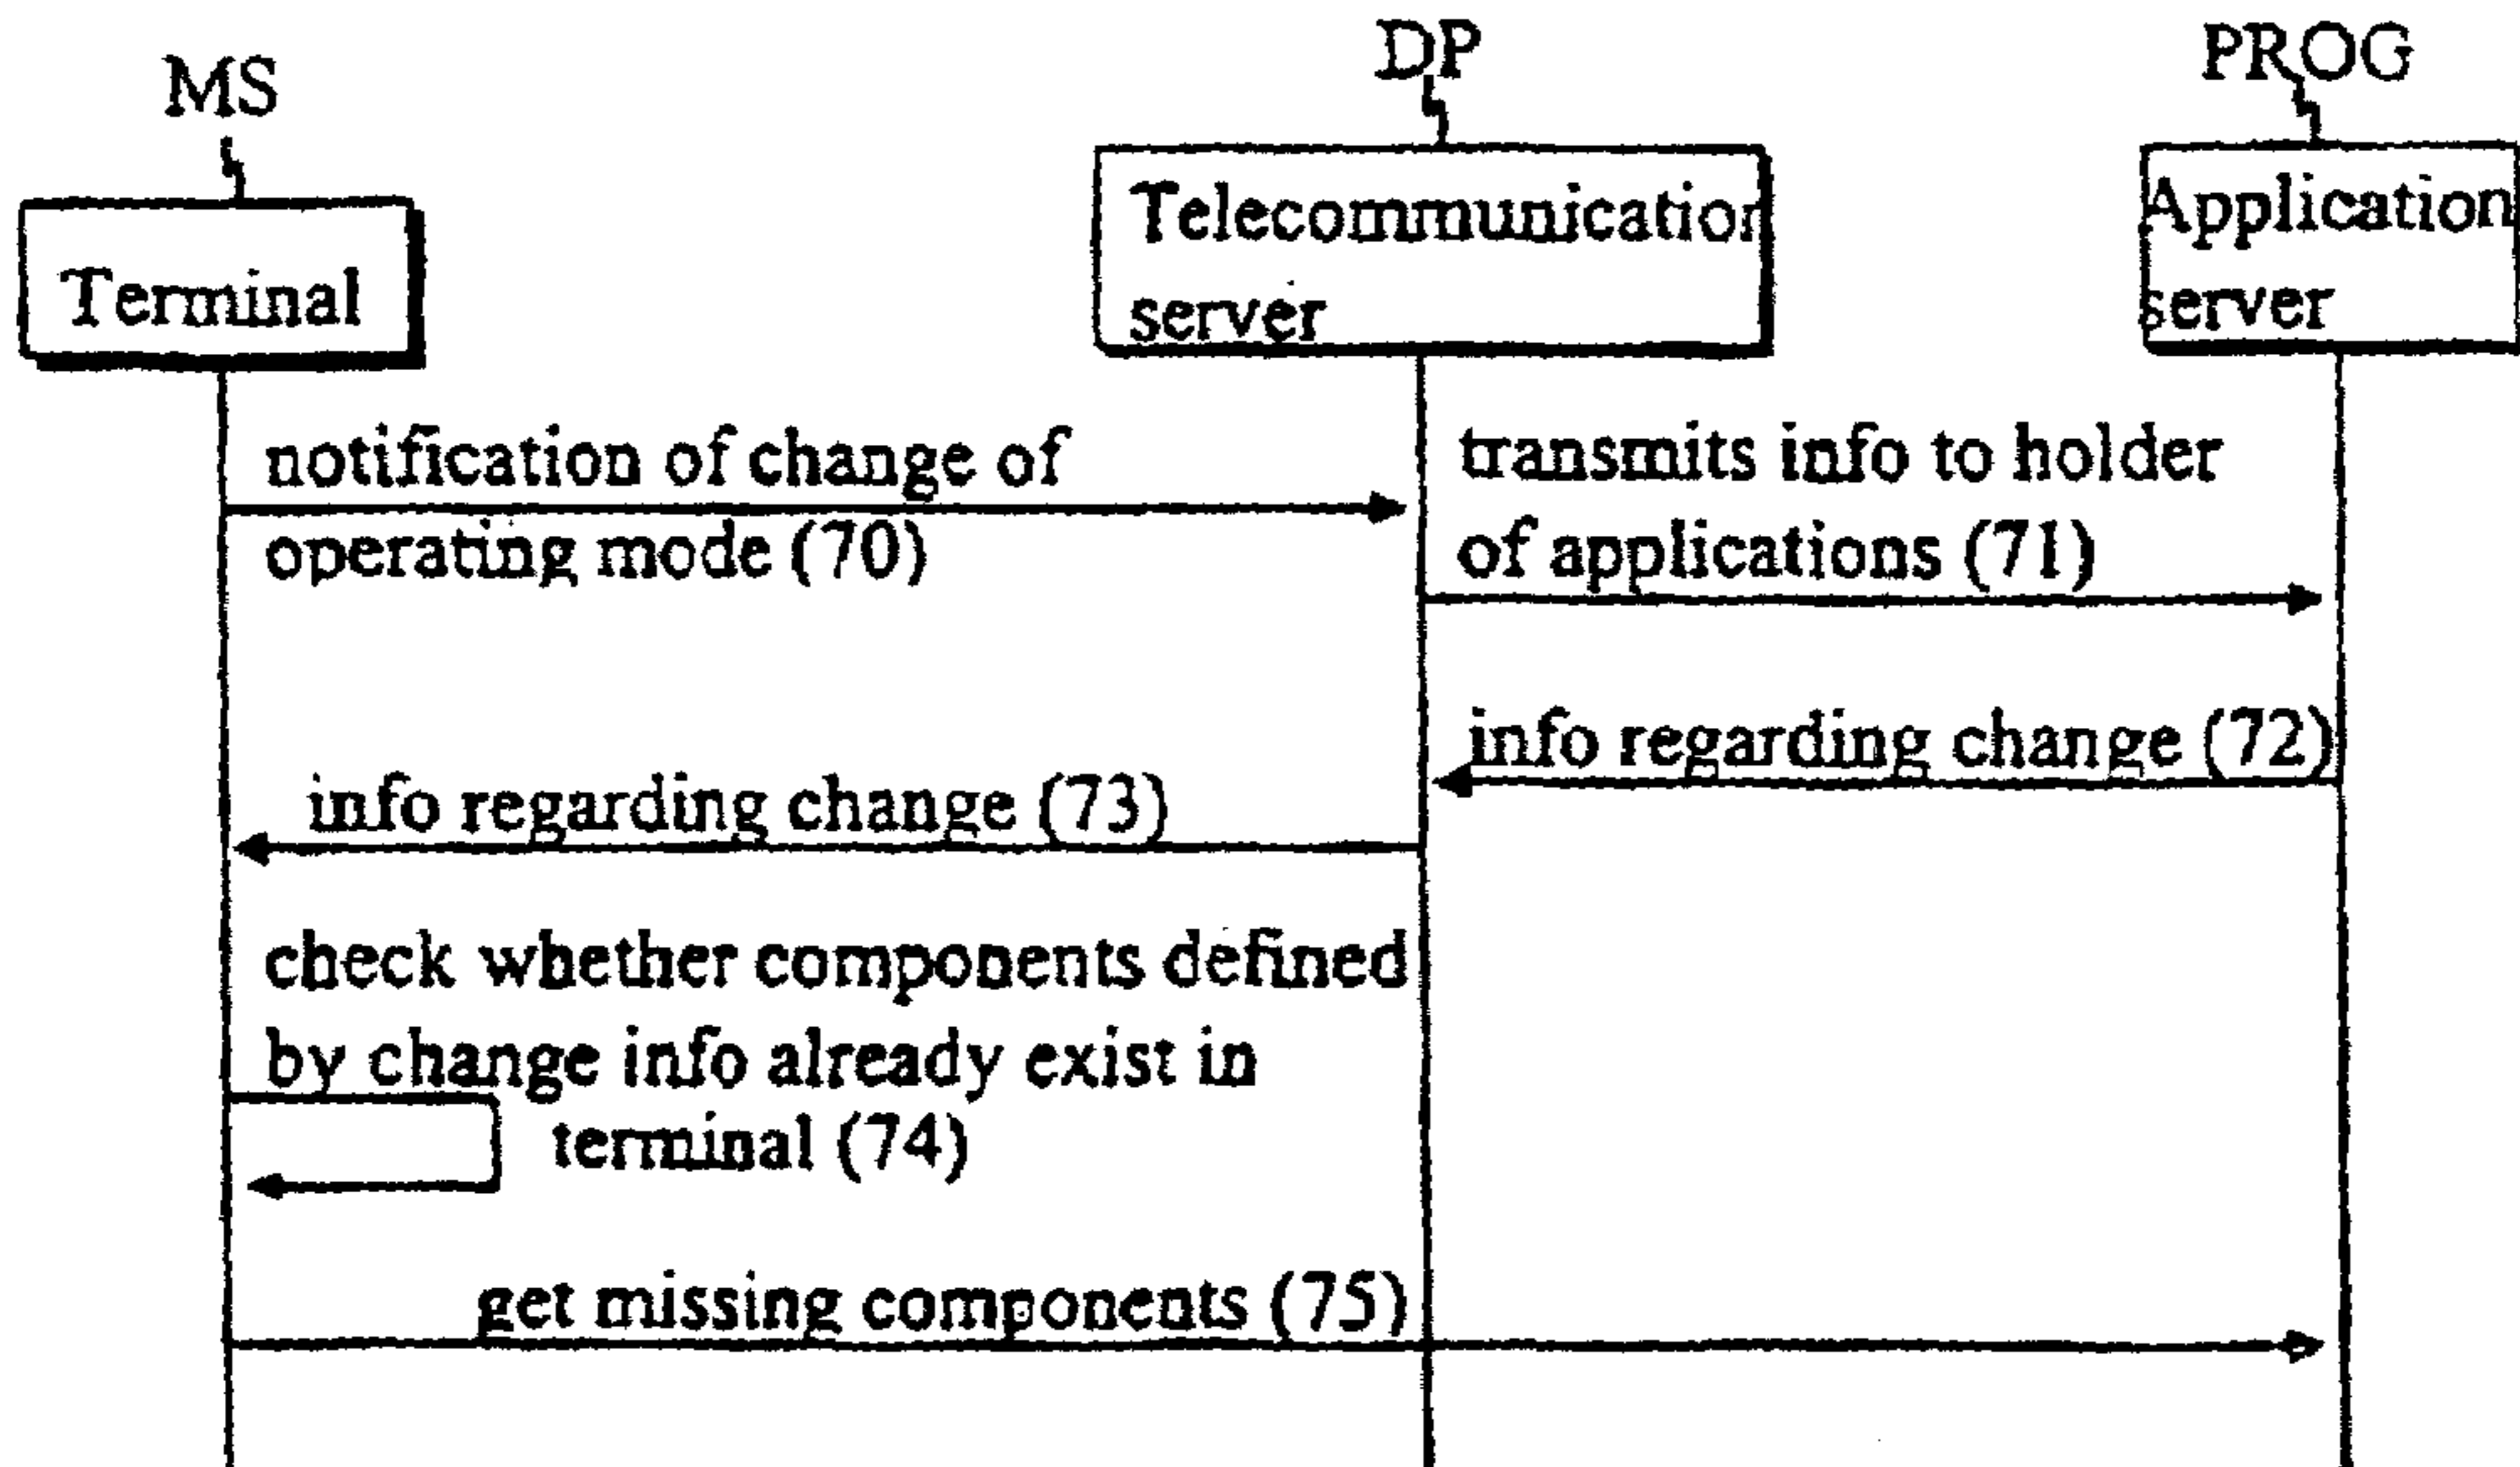 MS
DP
PROG
Terminal
Telecommunication
server
Application
server
notification of change of
operating mode (70)
transmits info to holder
of applications (71)
info regarding change (72)
info regarding change (73)
check whether components defined
by change info already exist in
terminal (74)
get missing components (75)